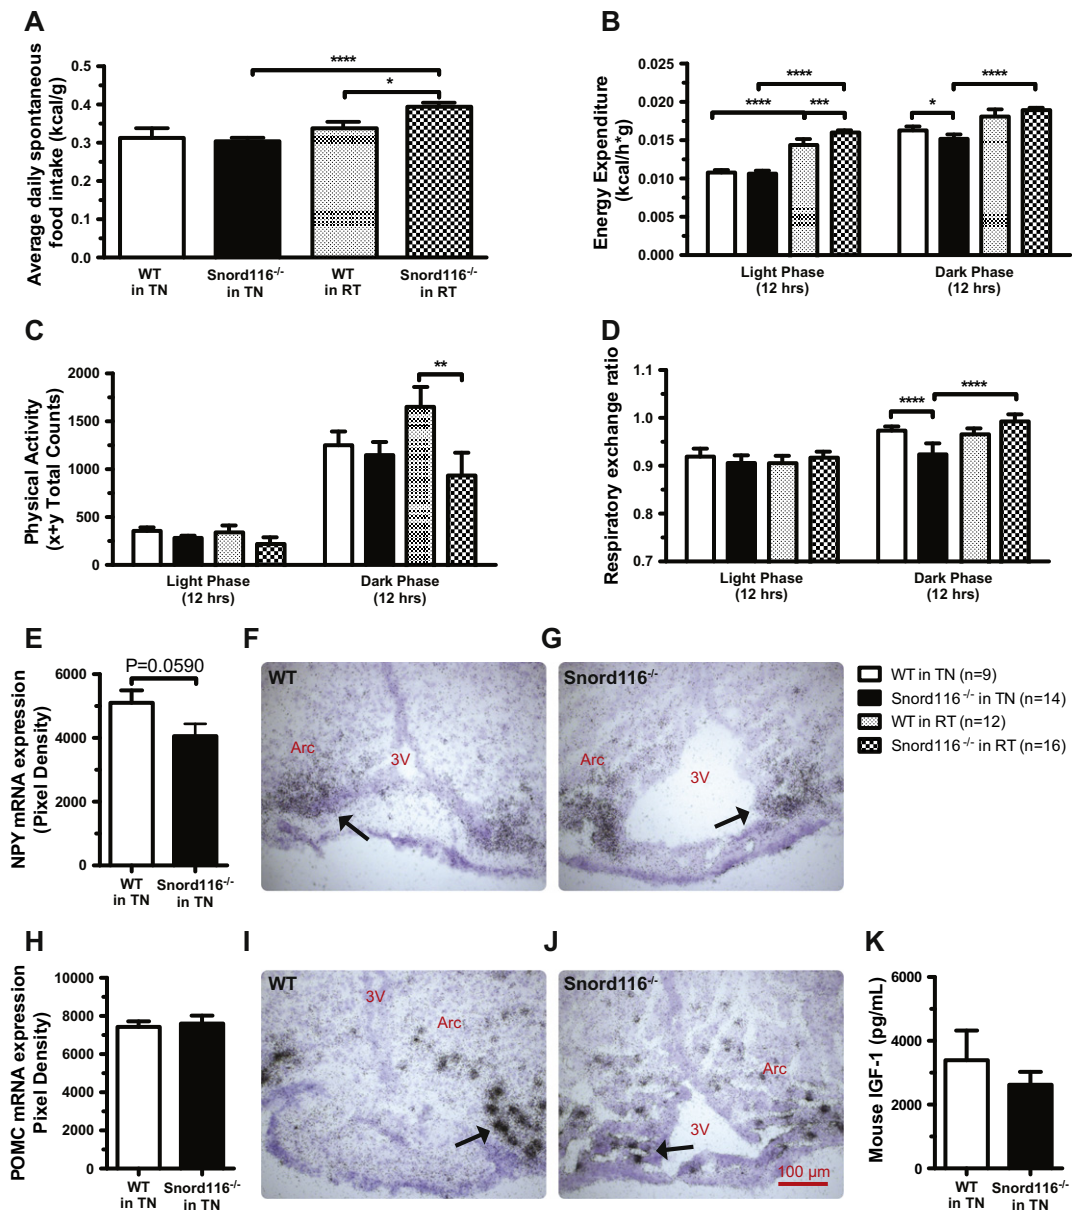 A
Average daily spontaneous
food intake (kcal/g)
0.5
0.4
0.3
0.2
0.1
0.0
****
*
WT
in TN
Snord116-/-
in TN
WT
in RT
Snord116-/-
in RT
B
Energy Expenditure
(kcal/h*g)
0.025
0.020
0.015
0.010
0.005
0.000
****
****
***
*
****
Light Phase
(12 hrs)
Dark Phase
(12 hrs)
C
Physical Activity
(x+y Total Counts)
2000
1500
1000
500
0
**
Light Phase
(12 hrs)
Dark Phase
(12 hrs)
D
Respiratory exchange ratio
1.1
1.0
0.9
0.8
0.7
****
****
Light Phase
(12 hrs)
Dark Phase
(12 hrs)
E
NPY mRNA expression
(Pixel Density)
6000
4000
2000
0
P=0.0590
WT
in TN
Snord116-/-
in TN
F
WT
Arc
3V
G
Snord116-/-
Arc
3V
WT in TN (n=9)
Snord116 -/- in TN (n=14)
WT in RT (n=12)
Snord116 -/- in RT (n=16)
H
POMC mRNA expression
Pixel Density)
10000
8000
6000
4000
2000
0
WT
in TN
Snord116-/-
in TN
I
WT
3V
Arc
J
Snord116-/-
Arc
3V
100 µm
K
Mouse IGF-1 (pg/mL)
6000
4000
2000
0
WT
in TN
Snord116-/-
in TN